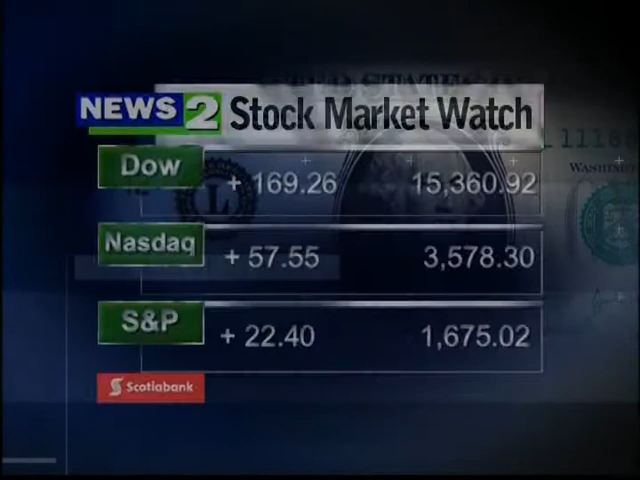 NEWS 2 Stock Market Watch
Dow + 169.26 15,360.92
Nasdaq + 57.55 3,578.30
S&P + 22.40 1,675.02
Scotiabank